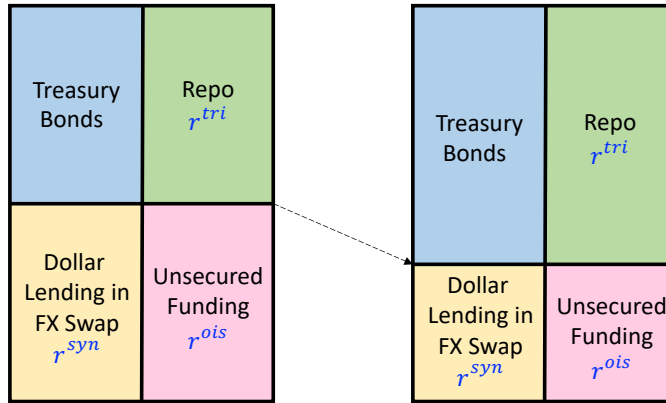 Treasury
Bonds
Repo
r^{tri}
Dollar
Lending in
FX Swap
r^{syn}
Unsecured
Funding
r^{ois}
Treasury
Bonds
Repo
r^{tri}
Dollar
Lending in
FX Swap
r^{syn}
Unsecured
Funding
r^{ois}